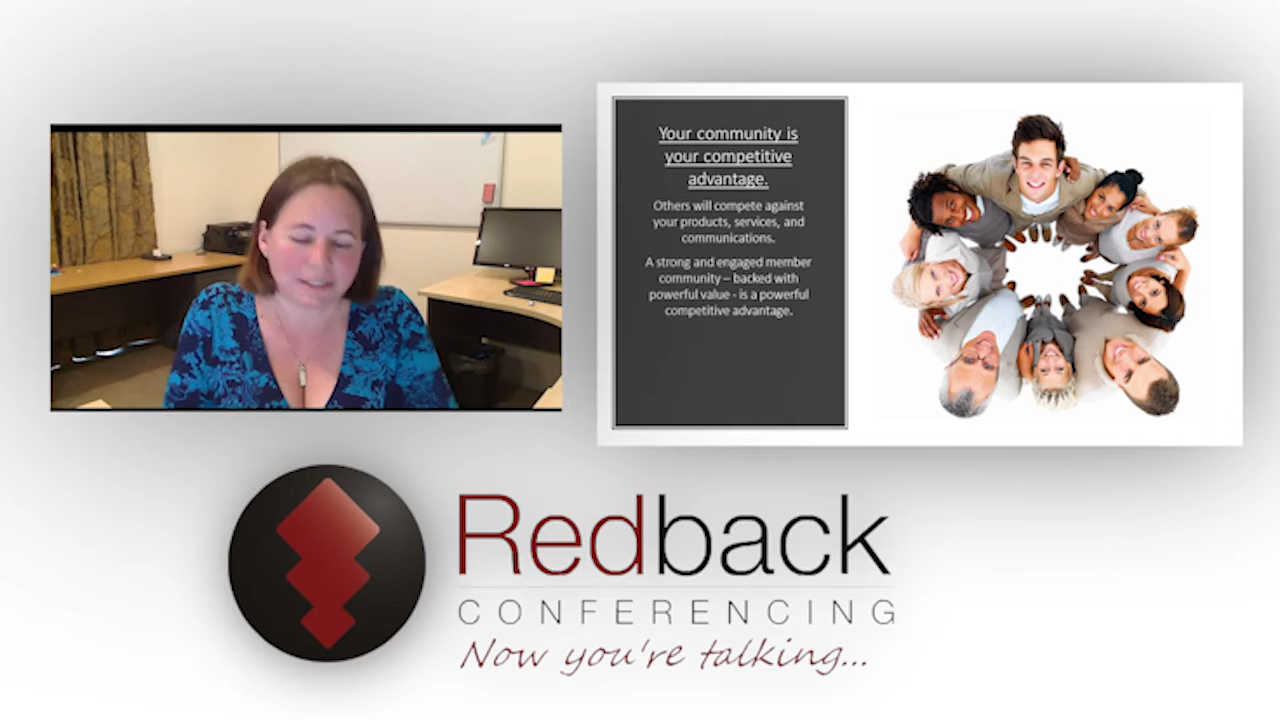 Your community is
your competitive
advantage.
Others will compete against
your products, services, and
communications.
A strong and engaged member
community – backed with
powerful value - is a powerful
competitive advantage.
Redback
CONFERENCING
Now you're talking...